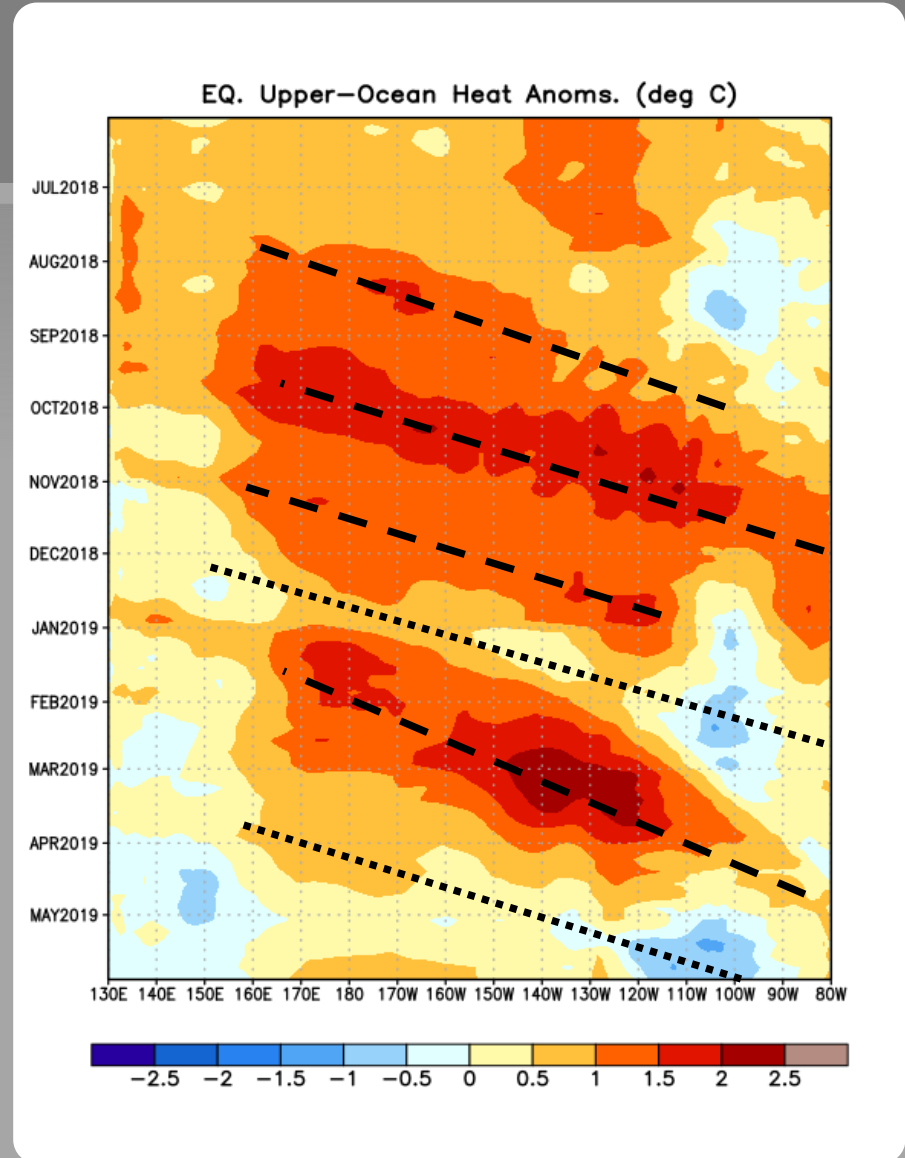 EQ. Upper-Ocean Heat Anoms. (deg C)
JUL2018
AUG2018
SEP2018
OCT2018
NOV2018
DEC2018
JAN2019
FEB2019
MAR2019
APR2019
MAY2019
130E 140E 150E 160E 170E 180 170W 160W 150W 140W 130W 120W 110W 100W 90W 80W
-2.5 -2 -1.5 -1 -0.5 0 0.5 1 1.5 2 2.5